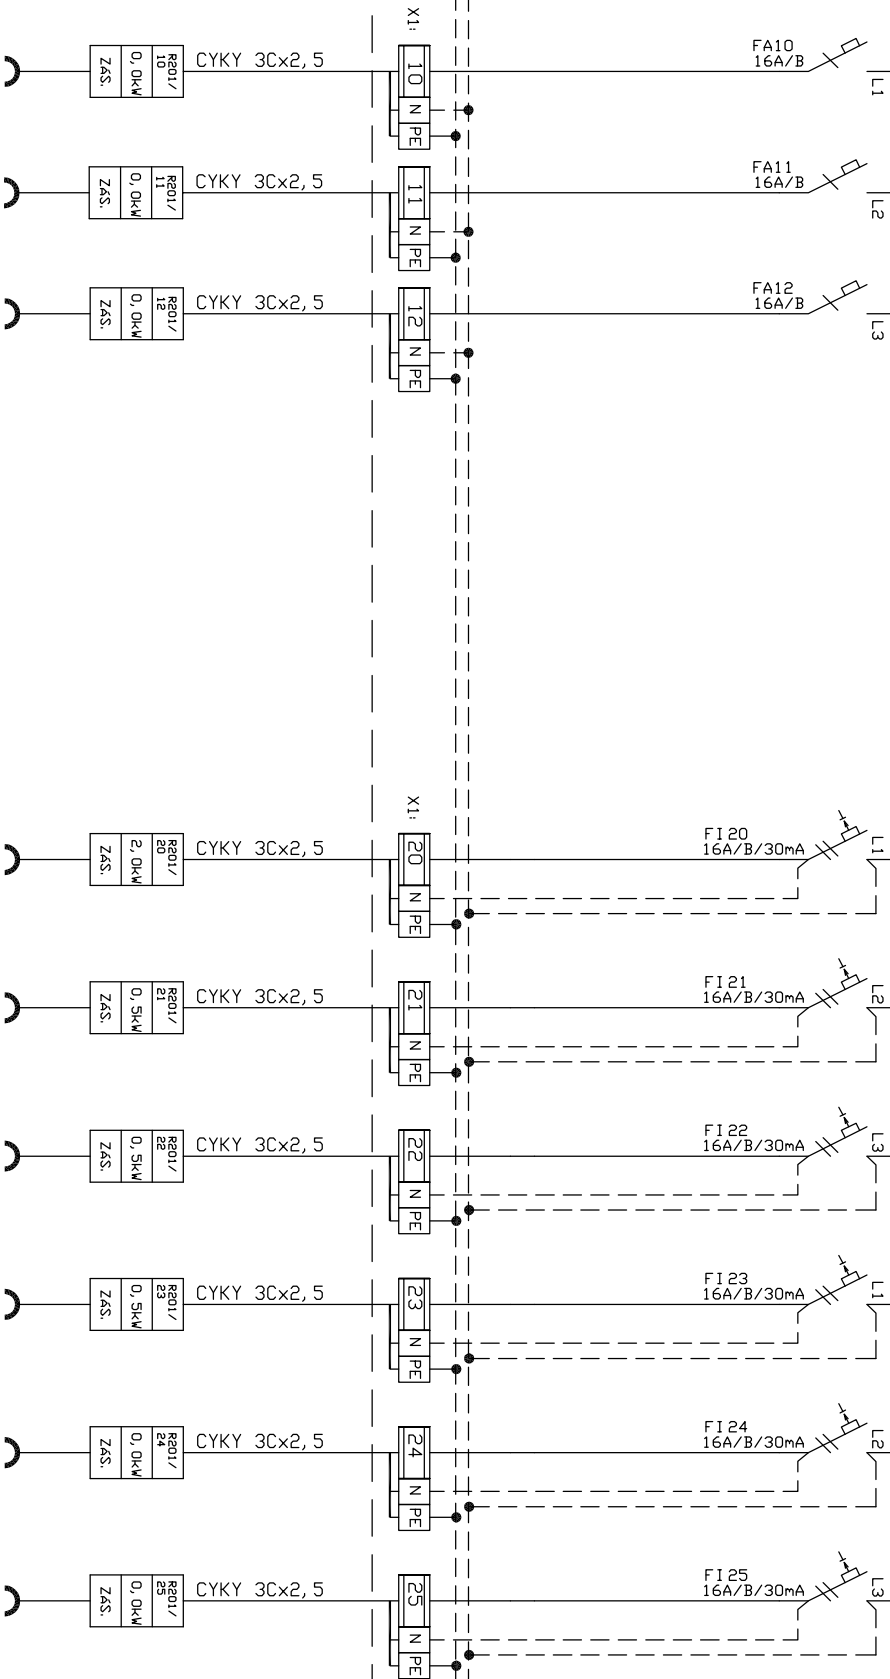 X1:
FA10
16A/B
L1
CYKY 3Cx2,5
R201/
10
0,0kW
ZÁS.
10
N
PE
FA11
16A/B
L2
CYKY 3Cx2,5
R201/
11
0,0kW
ZÁS.
11
N
PE
FA12
16A/B
L3
CYKY 3Cx2,5
R201/
12
0,0kW
ZÁS.
12
N
PE
X1:
FI20
16A/B/30mA
L1
CYKY 3Cx2,5
R201/
20
2,0kW
ZÁS.
20
N
PE
FI21
16A/B/30mA
L2
CYKY 3Cx2,5
R201/
21
0,5kW
ZÁS.
21
N
PE
FI22
16A/B/30mA
L3
CYKY 3Cx2,5
R201/
22
0,5kW
ZÁS.
22
N
PE
FI23
16A/B/30mA
L1
CYKY 3Cx2,5
R201/
23
0,5kW
ZÁS.
23
N
PE
FI24
16A/B/30mA
L2
CYKY 3Cx2,5
R201/
24
0,0kW
ZÁS.
24
N
PE
FI25
16A/B/30mA
L3
CYKY 3Cx2,5
R201/
25
0,0kW
ZÁS.
25
N
PE